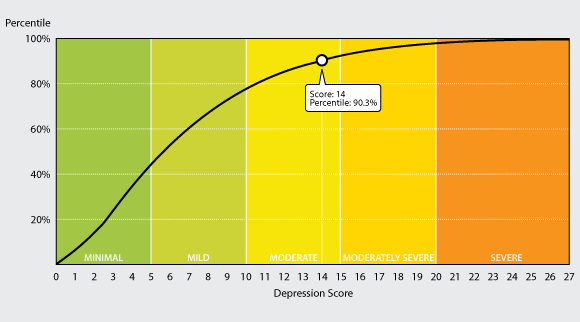 Percentile
100%
80%
60%
40%
20%
Score: 14
Percentile: 90.3%
MINIMAL MILD MODERATE MODERATELY SEVERE SEVERE
0 1 2 3 4 5 6 7 8 9 10 11 12 13 14 15 17 18 19 20 21 22 23 24 25 26 27
Depression Score